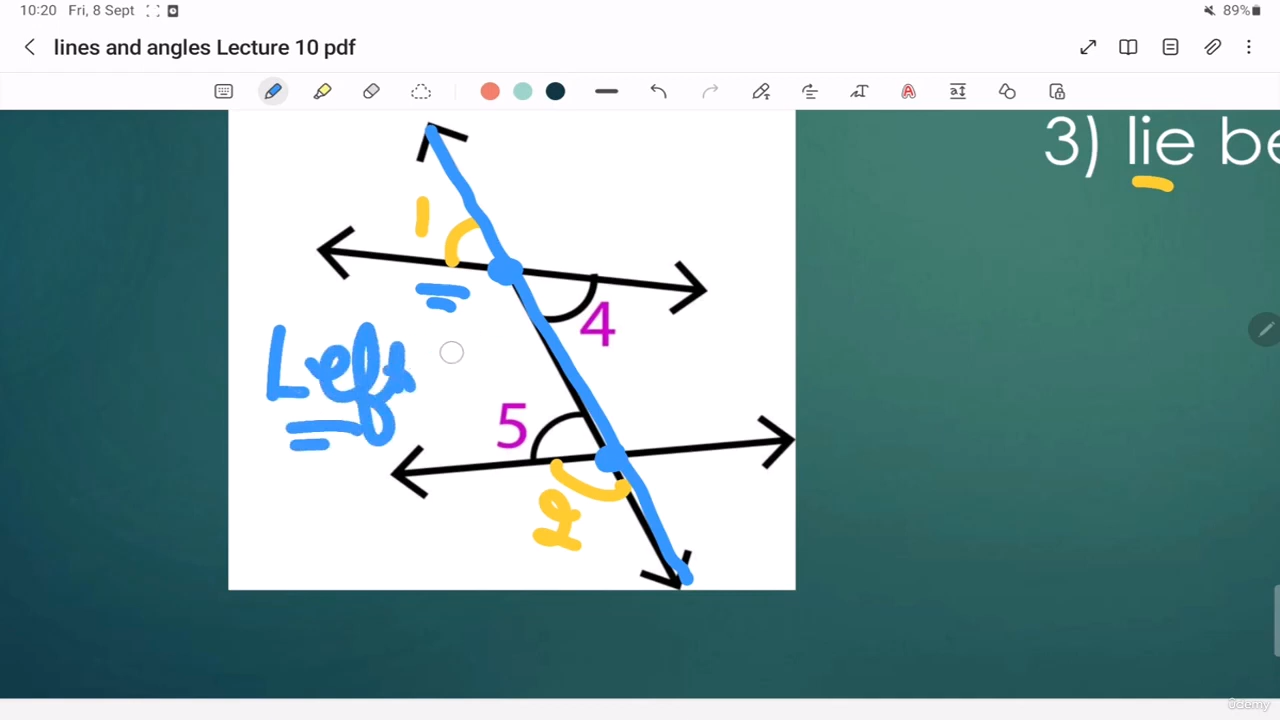 10:20 Fri, 8 Sept 89%
lines and angles Lecture 10 pdf
3) lie be
1
4
Left
5
2
ûdemy